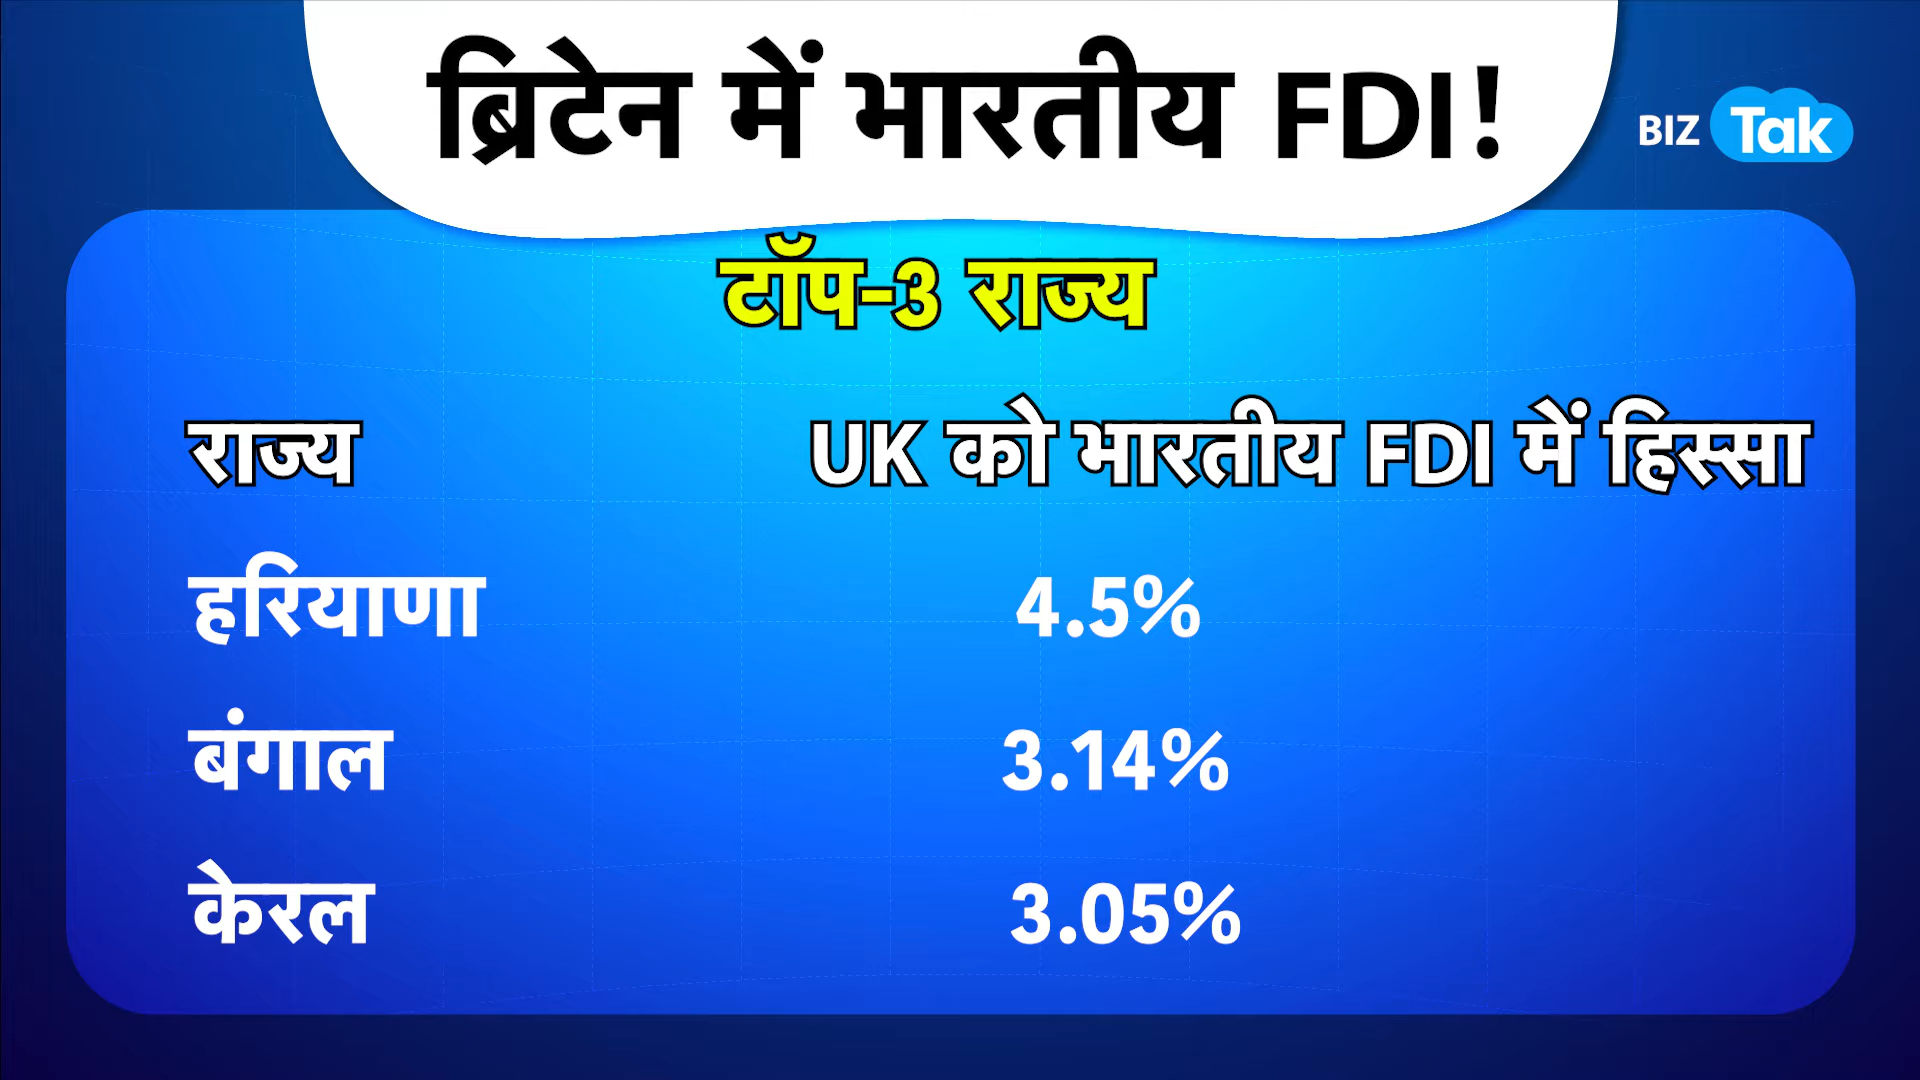 ब्रिटेन में भारतीय FDI!
BIZ Tak
टॉप-3 राज्य
राज्य UK को भारतीय FDI में हिस्सा
हरियाणा 4.5%
बंगाल 3.14%
केरल 3.05%